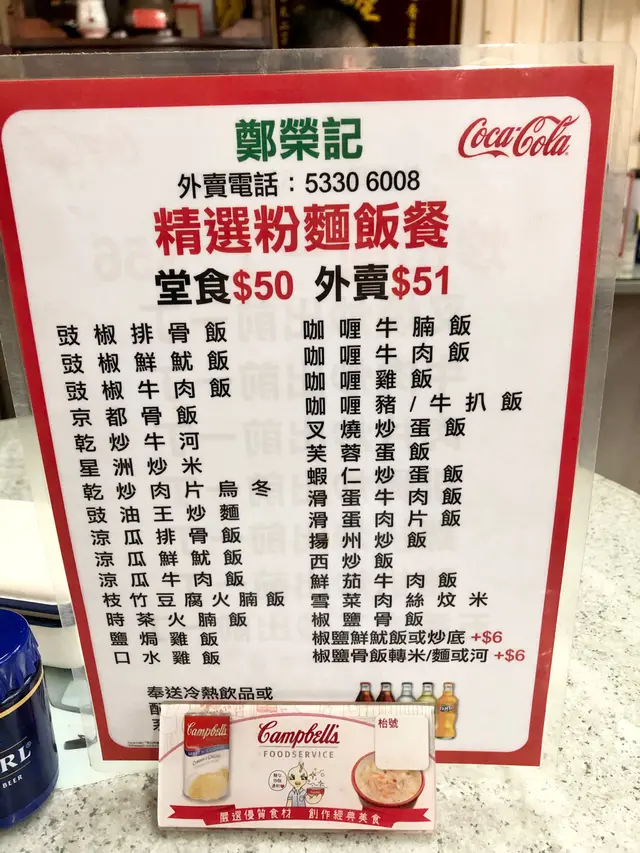 鄭榮記
Coca-Cola
外賣電話：5330 6008
精選粉麵飯餐
堂食$50 外賣$51
豉椒排骨飯
豉椒鮮魷飯
豉椒牛肉飯
京都骨飯
乾炒牛河
星洲炒米
乾炒肉片烏冬
豉油王炒麵
涼瓜排骨飯
涼瓜鮮魷飯
涼瓜牛肉飯
枝竹豆腐火腩飯
時茶火腩飯
鹽焗雞飯
口水雞飯
咖喱牛腩飯
咖喱牛肉飯
咖喱雞飯
咖喱豬/牛扒飯
叉燒炒蛋飯
芙蓉蛋飯
蝦仁炒蛋飯
滑蛋牛肉飯
滑蛋肉片飯
揚州炒飯
西炒飯
鮮茄牛肉飯
雪菜肉絲炆米
椒鹽骨飯
椒鹽鮮魷飯或炒底 +$6
椒鹽骨飯轉米/麵或河 +$6
奉送冷熱飲品或
Campbell's
Campbell's
FOODSERVICE
枱號
嚴選優質食材 創作經典美食
RL
BEER